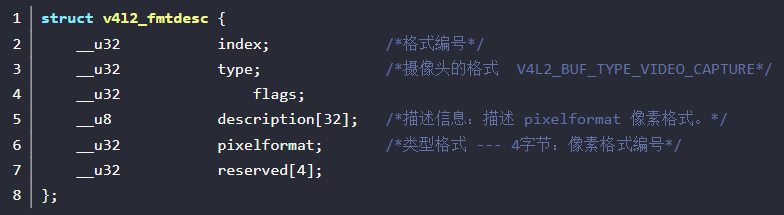 1 struct v4l2_fmtdesc {
2     __u32           index;             /*格式编号*/
3     __u32           type;              /*摄像头的格式  V4L2_BUF_TYPE_VIDEO_CAPTURE*/
4     __u32               flags;
5     __u8            description[32];   /*描述信息：描述 pixelformat 像素格式。*/
6     __u32           pixelformat;       /*类型格式 --- 4字节：像素格式编号*/
7     __u32           reserved[4];
8 };